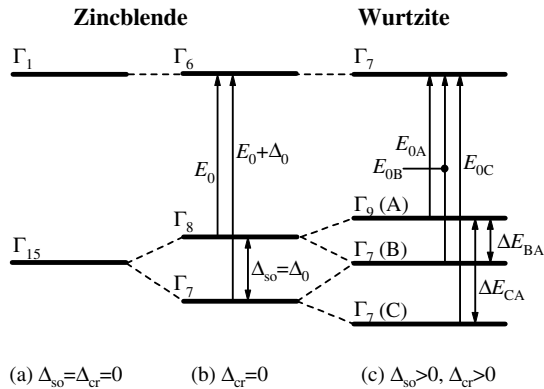 Zincblende Wurtzite
Γ1 Γ6 Γ7
E0 E0+Δ0 E0A E0B E0C
Γ15 Γ8 Γ9 (A)
Γ7 Δso=Δ0 Γ7 (B) ΔEBA
Γ7 (C) ΔECA
(a) Δso=Δcr=0 (b) Δcr=0 (c) Δso>0, Δcr>0